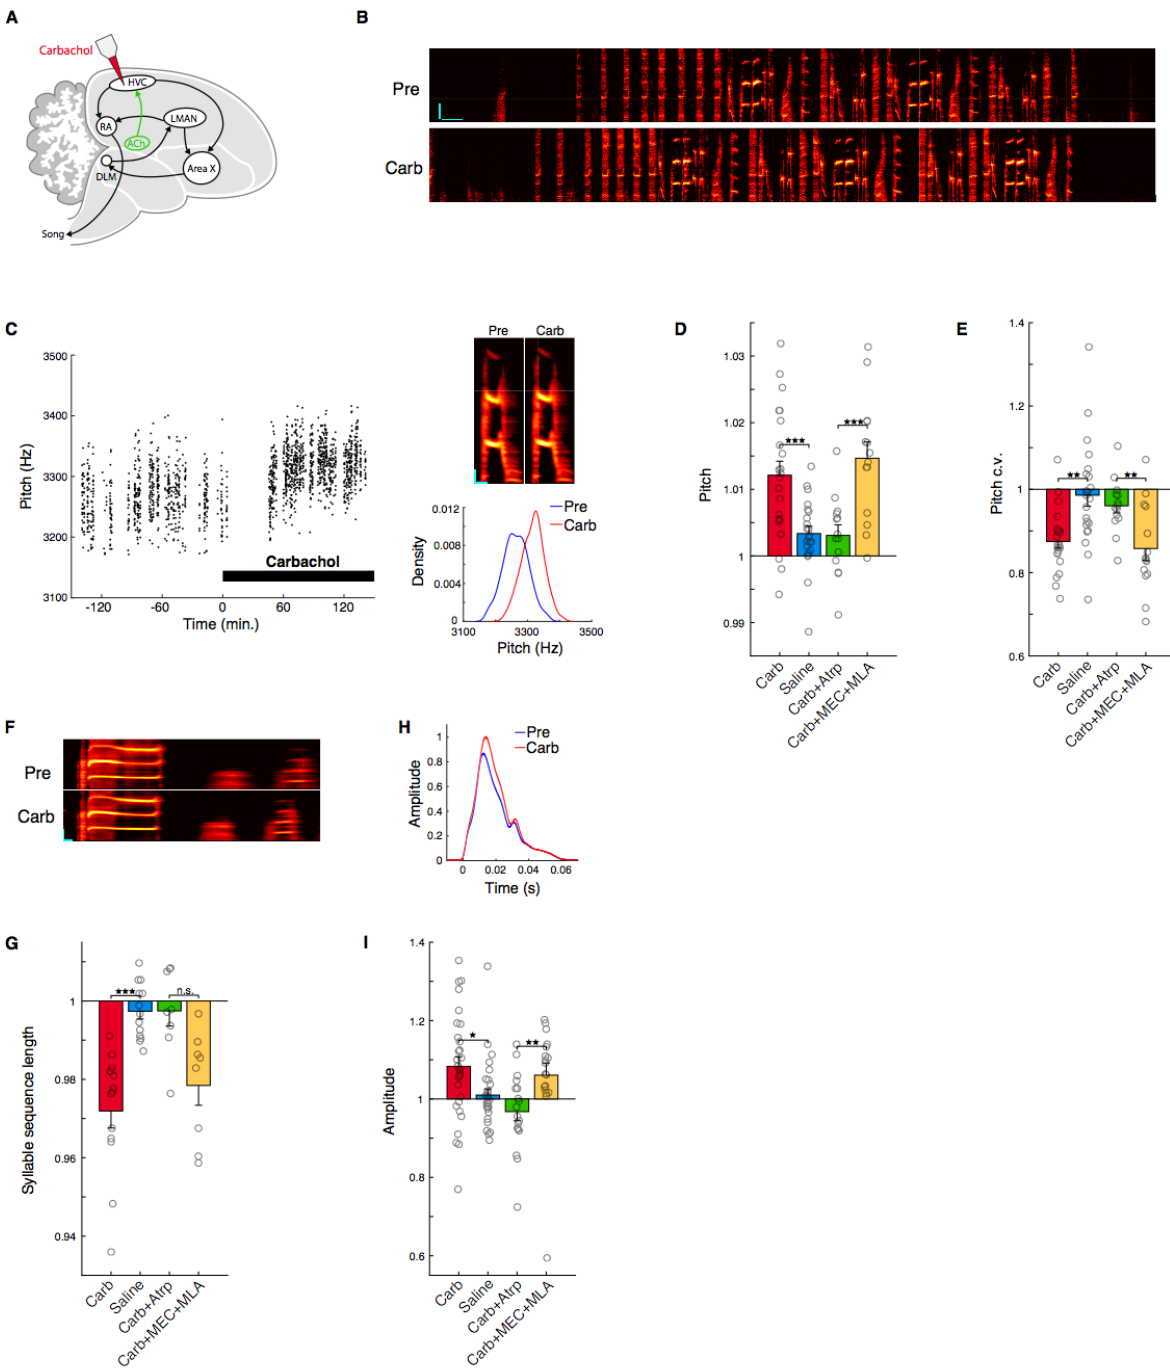 A
Carbachol
HVC
RA
LMAN
ACh
DLM
Area X
Song
B
Pre
Carb
C
3500
3400
3300
3200
3100
Pitch (Hz)
Carbachol
-120 -60 0 60 120
Time (min.)
Pre Carb
0.012
0.008
0.004
0
Density
Pre
Carb
3100 3300 3500
Pitch (Hz)
D
1.03
1.02
1.01
1
0.99
Pitch
★★★ ★★★
Carb
Saline
Carb+Atrp
Carb+MEC+MLA
E
1.4
1.2
1
0.8
0.6
Pitch c.v.
★★ ★★
Carb
Saline
Carb+Atrp
Carb+MEC+MLA
F
Pre
Carb
H
1
0.8
0.6
0.4
0.2
0
Amplitude
Pre
Carb
0 0.02 0.04 0.06
Time (s)
G
1
0.98
0.96
0.94
Syllable sequence length
★★★ n.s.
Carb
Saline
Carb+Atrp
Carb+MEC+MLA
I
1.4
1.2
1
0.8
0.6
Amplitude
★ ★★
Carb
Saline
Carb+Atrp
Carb+MEC+MLA